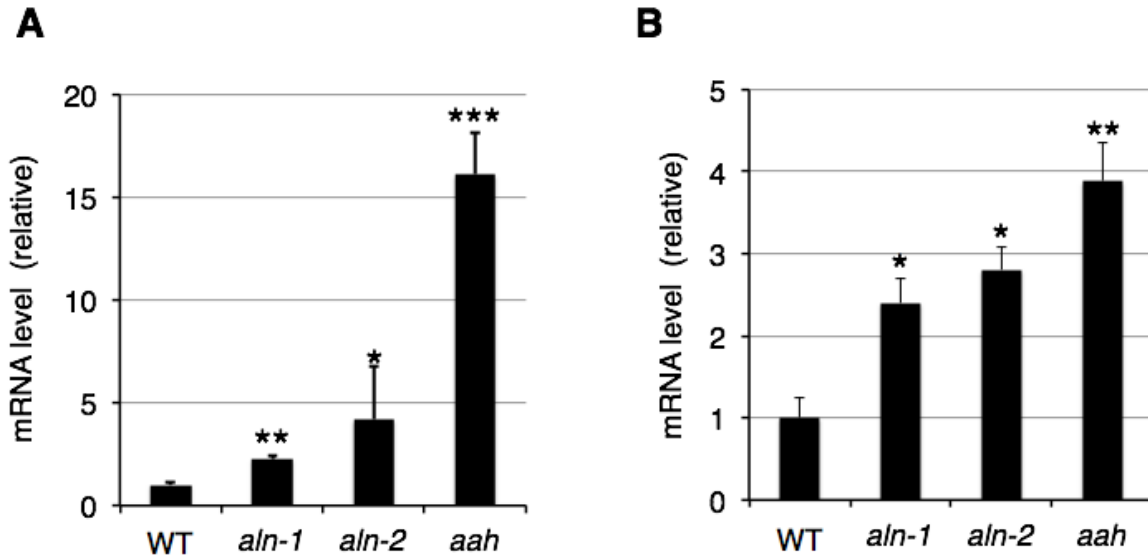 A
mRNA level (relative)
20
15
10
5
0
**
*
***
WT aln-1 aln-2 aah
B
mRNA level (relative)
5
4
3
2
1
0
*
*
**
WT aln-1 aln-2 aah